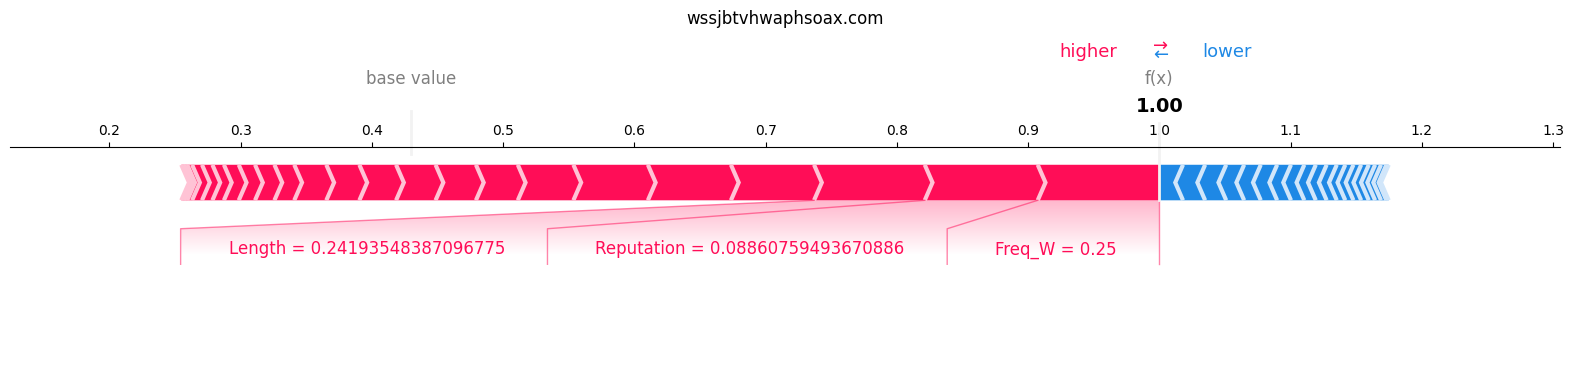 wssjbtvhwaphsoax.com
higher → ← lower
base value f(x)
1.00
0.2 0.3 0.4 0.5 0.6 0.7 0.8 0.9 1.0 1.1 1.2 1.3
Length = 0.24193548387096775 Reputation = 0.08860759493670886 Freq_W = 0.25